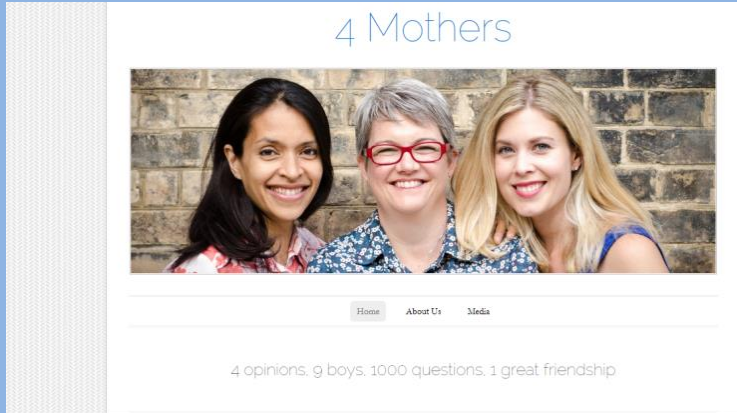 4 Mothers
Home About Us Media
4 opinions, 9 boys, 1000 questions, 1 great friendship